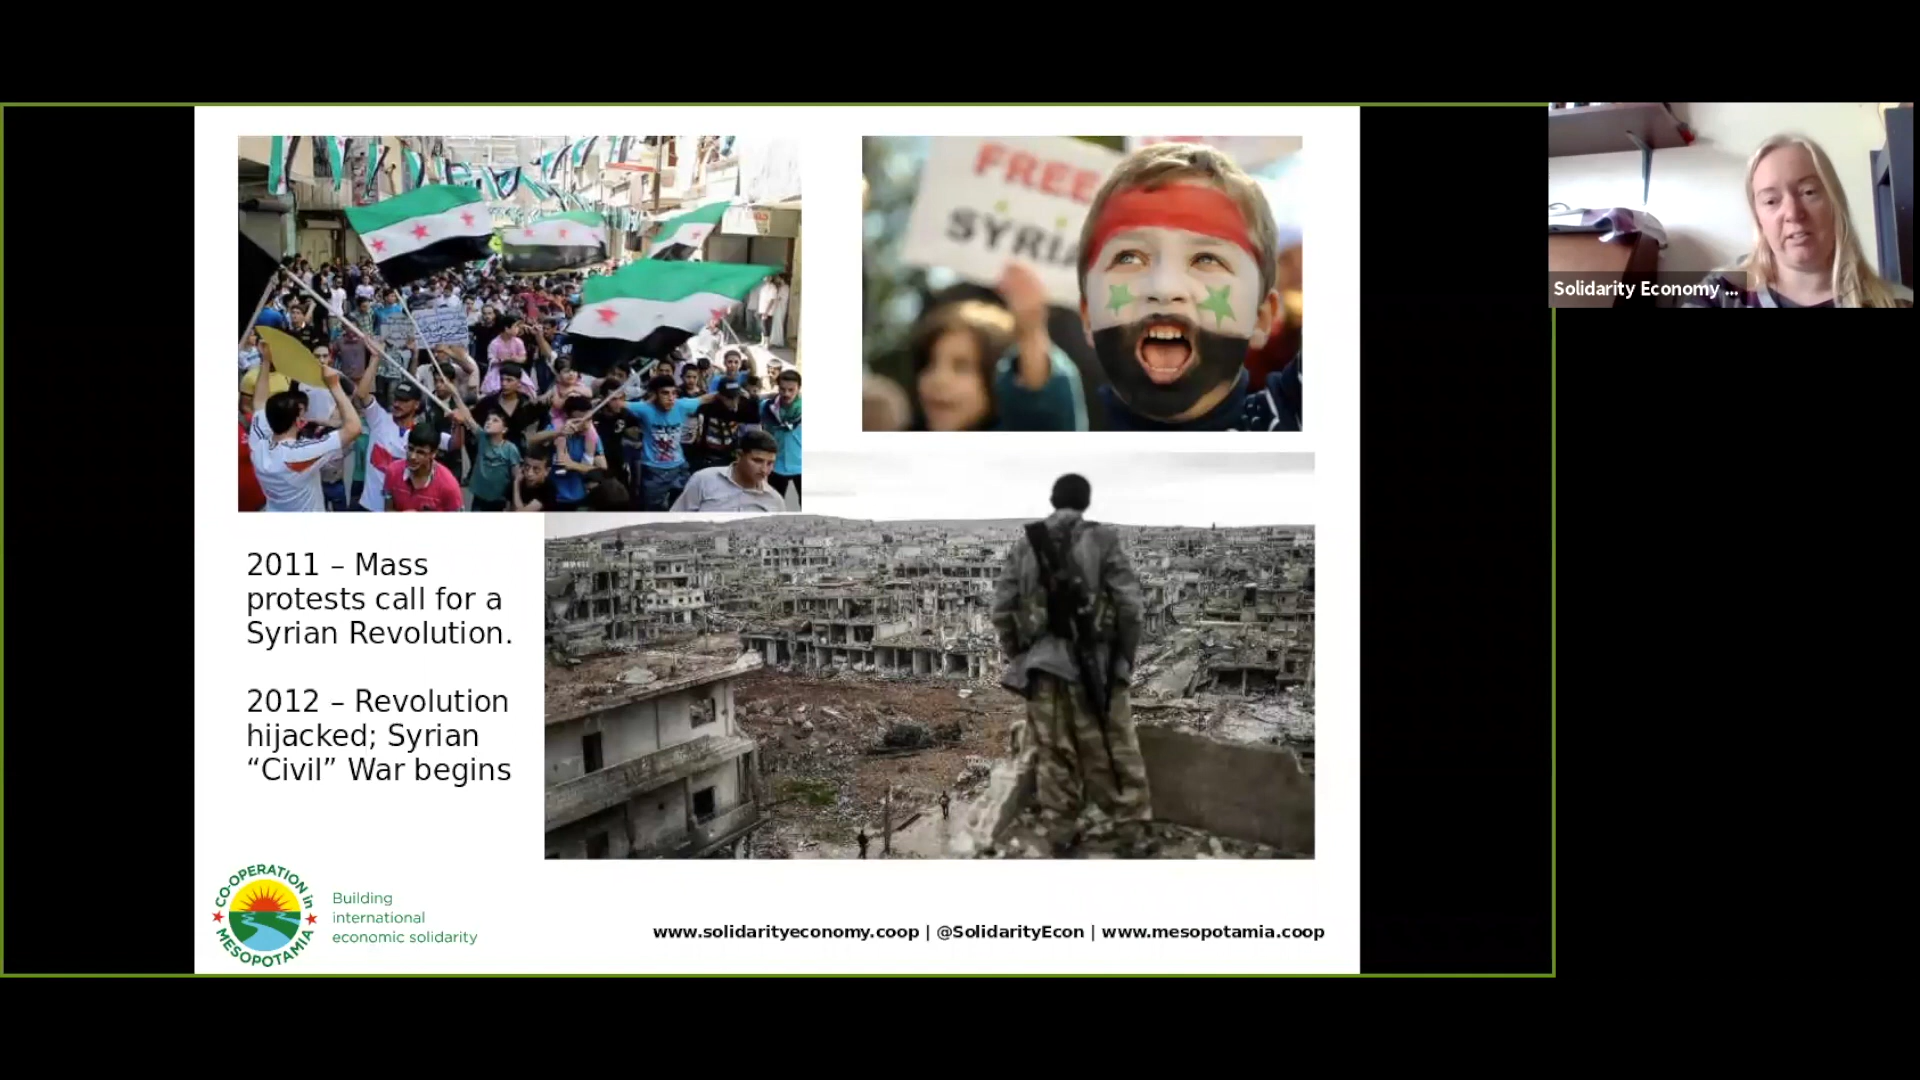 FREE
SYRIA
Solidarity Economy ...
2011 – Mass
protests call for a
Syrian Revolution.
2012 – Revolution
hijacked; Syrian
“Civil” War begins
CO-OPERATION in
MESOPOTAMIA
Building
international
economic solidarity
www.solidarityeconomy.coop | @SolidarityEcon | www.mesopotamia.coop